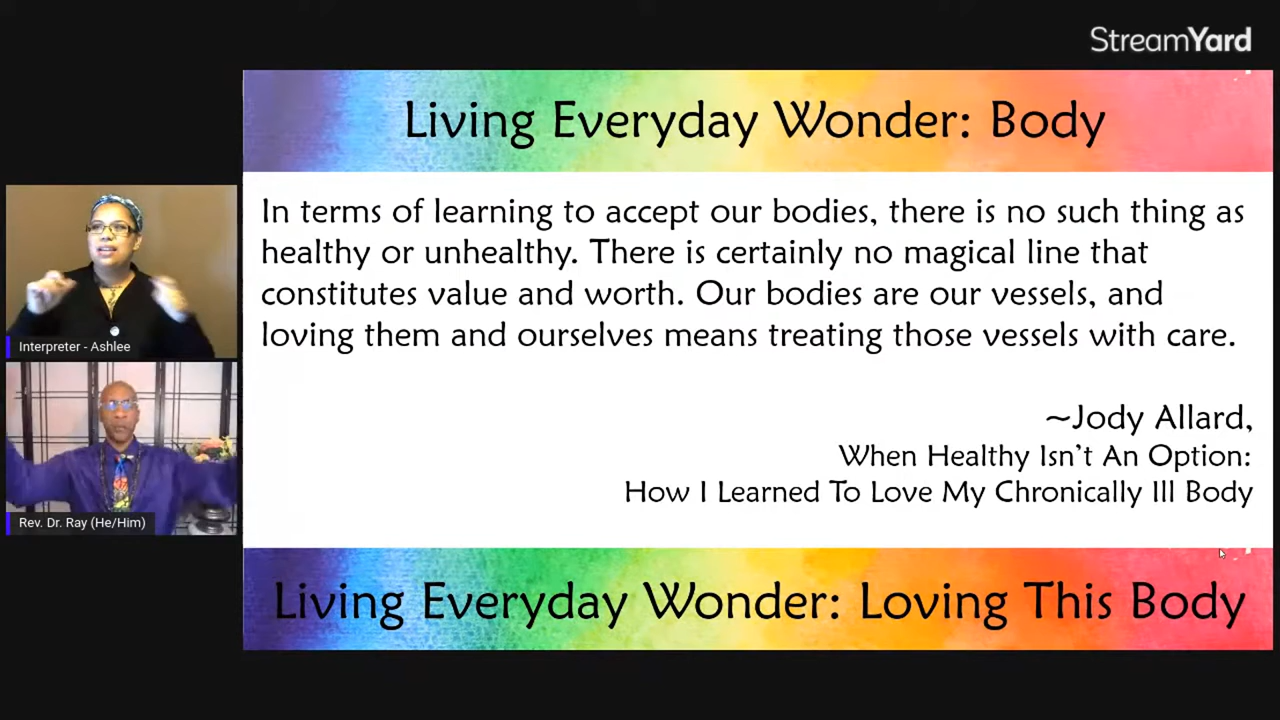 StreamYard
Living Everyday Wonder: Body
In terms of learning to accept our bodies, there is no such thing as
healthy or unhealthy. There is certainly no magical line that
constitutes value and worth. Our bodies are our vessels, and
loving them and ourselves means treating those vessels with care.
~Jody Allard,
When Healthy Isn't An Option:
How I Learned To Love My Chronically Ill Body
Interpreter - Ashlee
Rev. Dr. Ray (He/Him)
Living Everyday Wonder: Loving This Body